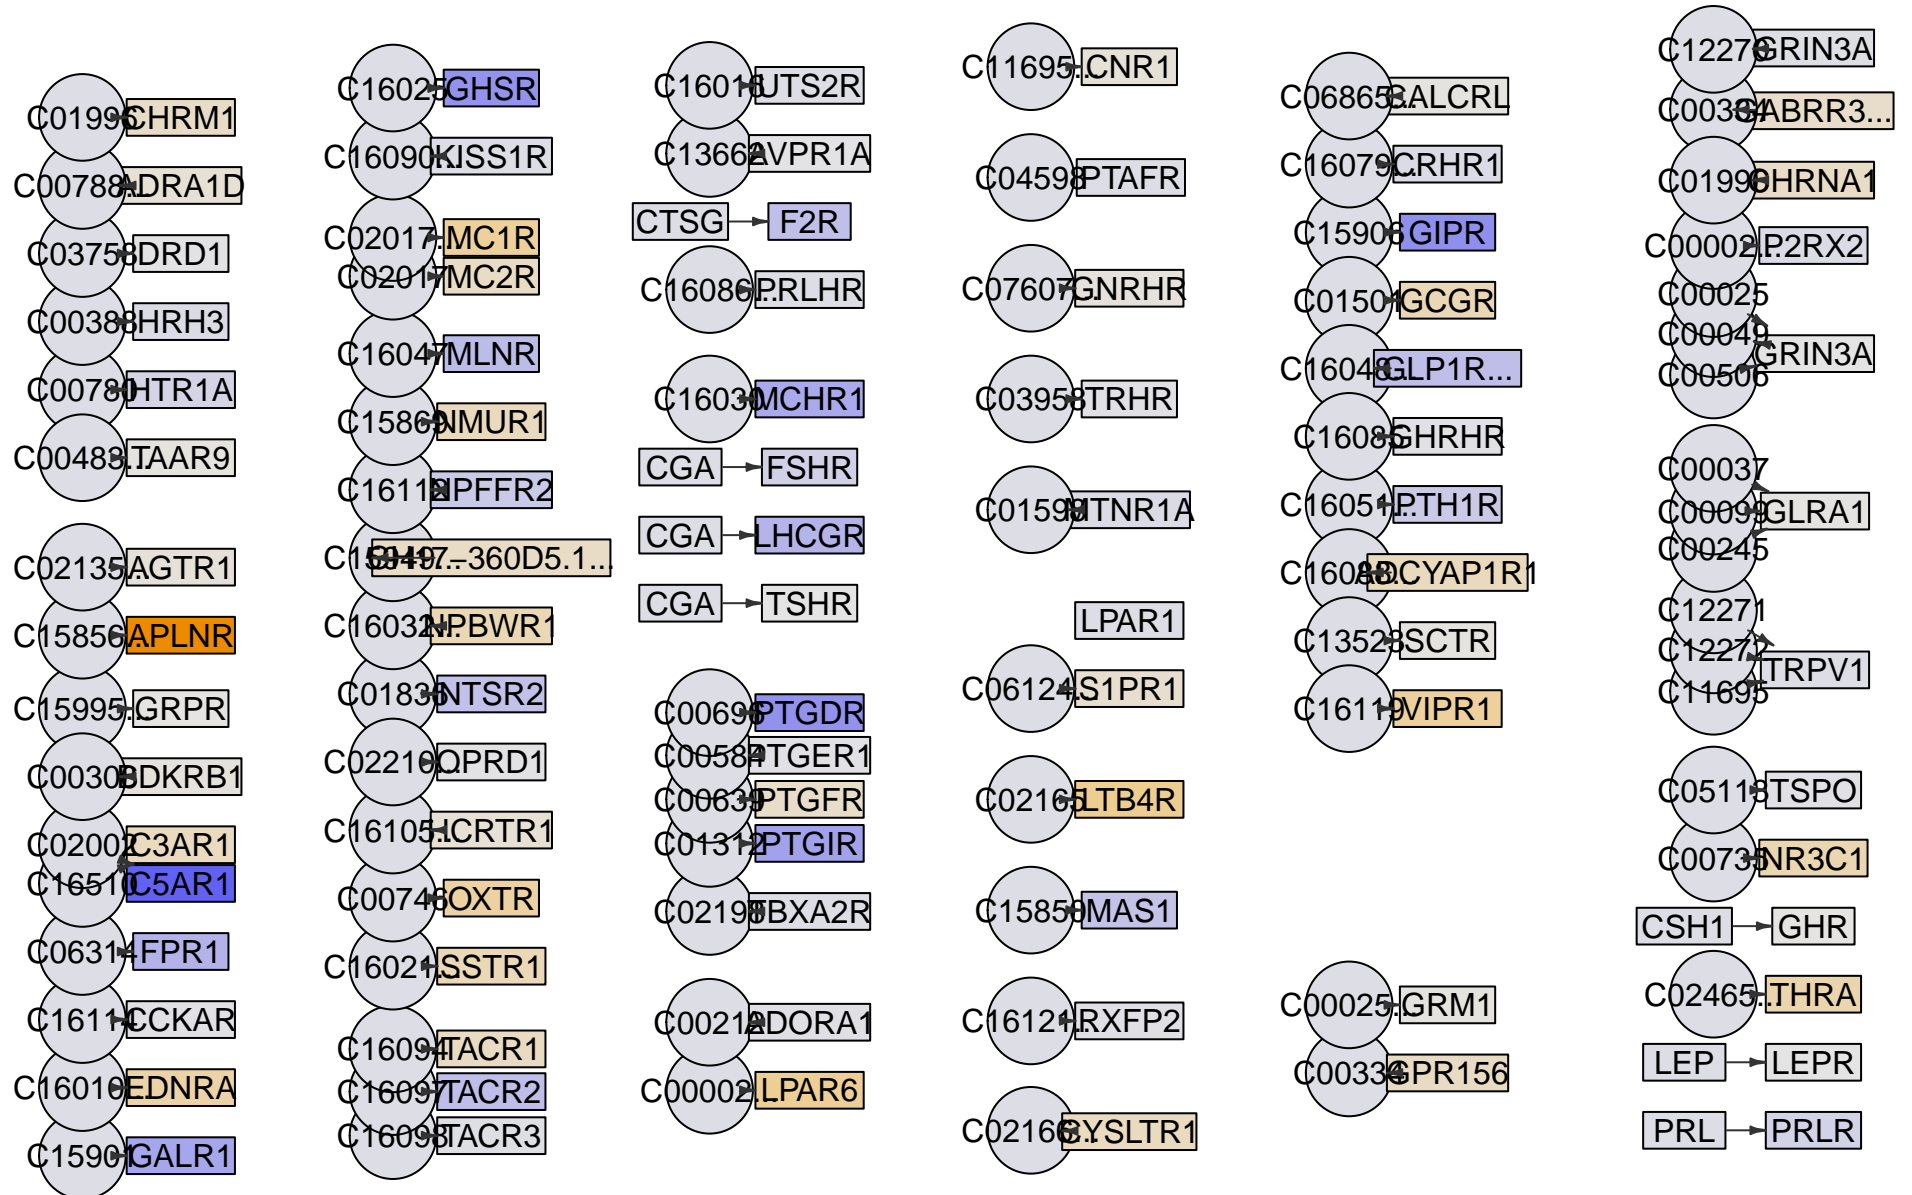 C01996 CHRM1
C00788... ADRA1D
C03758 DRD1
C00388 HRH3
C00780 HTR1A
C00483... TAAR9
C02135... AGTR1
C15856... APLNR
C15995... GRPR
C00306 BDKRB1
C02002 C3AR1
C16510 C5AR1
C06314 FPR1
C16114 CCKAR
C16010... EDNRA
C15901 GALR1
C16025 GHSR
C16090... KISS1R
C02017... MC1R
C02017 MC2R
C16047 MLNR
C15869 NMUR1
C16118 NPFFR2
C16032... NPBWR1
C01836 NTSR2
C02210... OPRD1
C16105... HCRTR1
C00746 OXTR
C16021... SSTR1
C16094 TACR1
C16097 TACR2
C16098 TACR3
C16016 UTS2R
C13662 AVPR1A
CTSG F2R
C16086... PRLHR
C16030 MCHR1
CGA FSHR
CGA LHCGR
CGA TSHR
C00696 PTGDR
C00584 PTGER1
C00639 PTGFR
C01312 PTGIR
C02198 TBXA2R
C00212 ADORA1
C00002... LPAR6
C11695... CNR1
C04598 PTAFR
C07607... GNRHR
C03958 TRHR
C01598 MTNR1A
LPAR1
C06124... S1PR1
C02165 LTB4R
C15850 MAS1
C16121... RXFP2
C02166... CYSLTR1
C06865... CALCRL
C16079... CRHR1
C15906 GIPR
C01501 GCGR
C16048... GLP1R...
C16085 GHRHR
C16051... PTH1R
ADCYAP1R1
C13523 SCTR
C16119 VIPR1
C00025... GRM1
C00334 GPR156
C12270 GRIN3A
C00334 GABRR3...
C01996 CHRNA1
C00002... P2RX2
C00025
C00049
GRIN3A
C00506
C00037
C00099 GLRA1
C00245
C12271
C12272
TRPV1
C11695
C05113 TSPO
C00735 NR3C1
CSH1 GHR
C02465... THRA
LEP LEPR
PRL PRLR